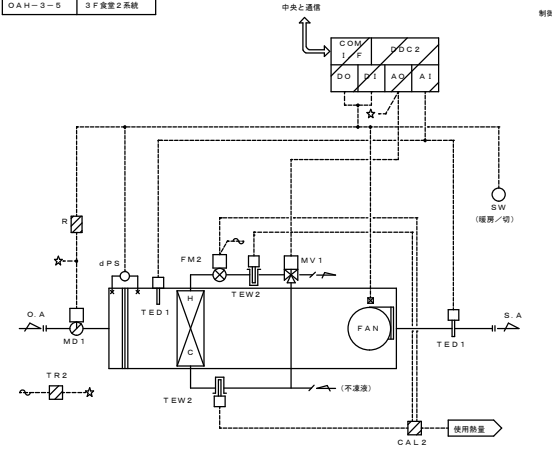 OAH-3-5 3F食堂2系統
中央と通信
制御
COM
I/F
DDC2
DO DI AO AI
R
SW
(暖房/切)
dPS
FM2
MV1
TEW2
H
O.A
MD1
TED1
FAN
S.A
TED1
C
TR2
TEW2
(不凍液)
使用熱量
CAL2